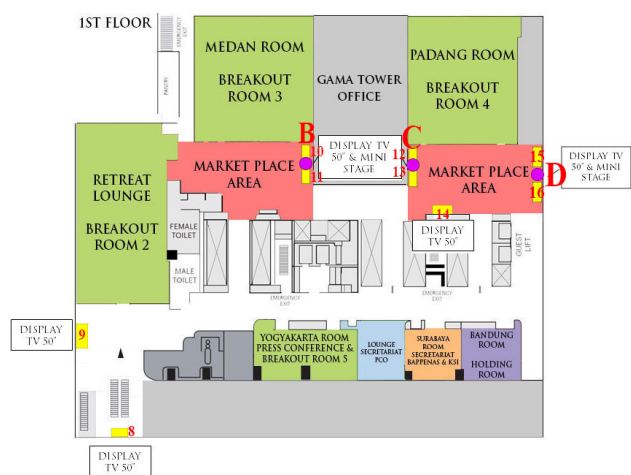 1ST FLOOR
EMERGENCY
EXIT
PANTRY
MEDAN ROOM
BREAKOUT
ROOM 3
GAMA TOWER
OFFICE
PADANG ROOM
BREAKOUT
ROOM 4
B
10
11
DISPLAY TV
50" & MINI
STAGE
C
12
13
15
16
D
DISPLAY TV
50" & MINI
STAGE
MARKET PLACE
AREA
MARKET PLACE
AREA
RETREAT
LOUNGE
BREAKOUT
ROOM 2
FEMALE
TOILET
MALE
TOILET
14
DISPLAY
TV 50"
GUEST
LIFT
EMERGENCY
EXIT
EMERGENCY
EXIT
DISPLAY
TV 50"
9
YOGYAKARTA ROOM
PRESS CONFERENCE &
BREAKOUT ROOM 5
LOUNGE
SECRETARIAT
PCO
SURABAYA
ROOM
SECRETARIAT
BAPPENAS & KSI
BANDUNG
ROOM
HOLDING
ROOM
8
DISPLAY
TV 50"